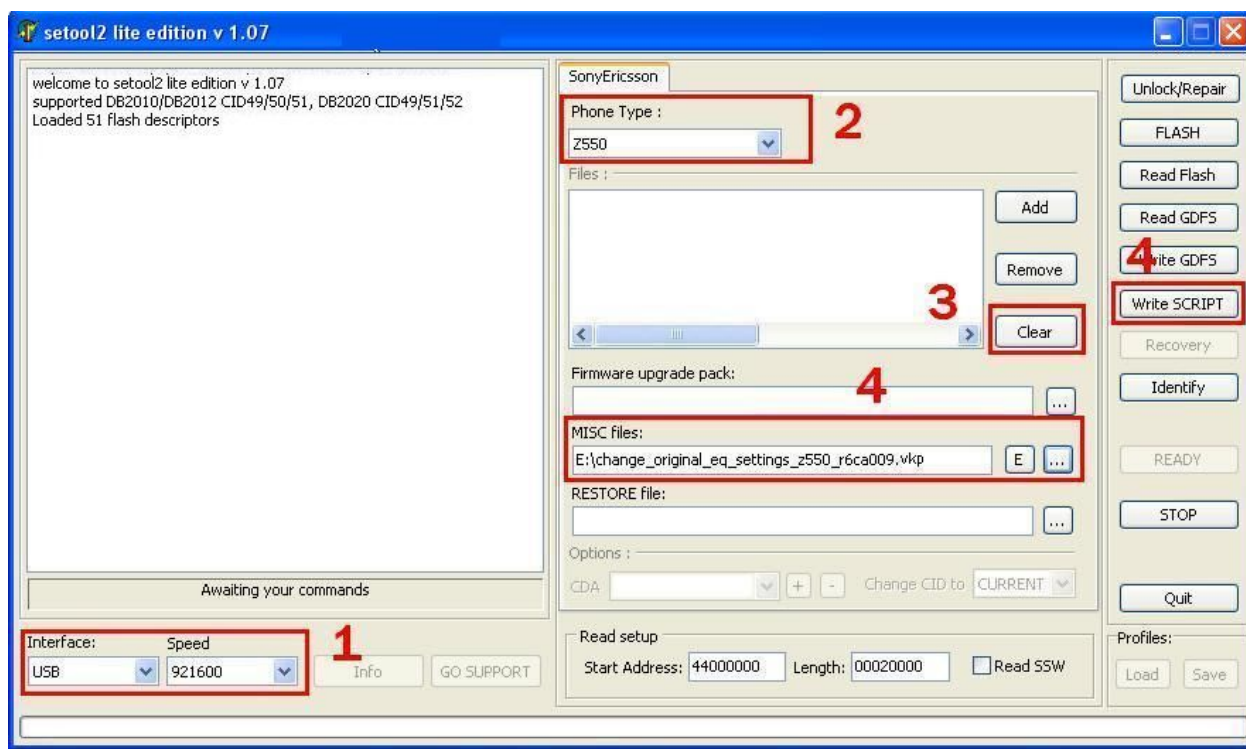 setool2 lite edition v 1.07
welcome to setool2 lite edition v 1.07
supported DB2010/DB2012 CID49/50/51, DB2020 CID49/51/52
Loaded 51 flash descriptors
Awaiting your commands
Interface:
Speed
USB
921600
1
Info
GO SUPPORT
SonyEricsson
Phone Type :
Z550
2
Files :
Add
Remove
3
Clear
Firmware upgrade pack:
4
...
MISC files:
E:\change_original_eq_settings_z550_r6ca009.vkp
E
...
RESTORE file:
...
Options :
CDA
+
-
Change CID to
CURRENT
Read setup
Start Address:
44000000
Length:
00020000
Read SSW
Unlock/Repair
FLASH
Read Flash
Read GDFS
4
rite GDFS
Write SCRIPT
Recovery
Identify
READY
STOP
Quit
Profiles:
Load
Save